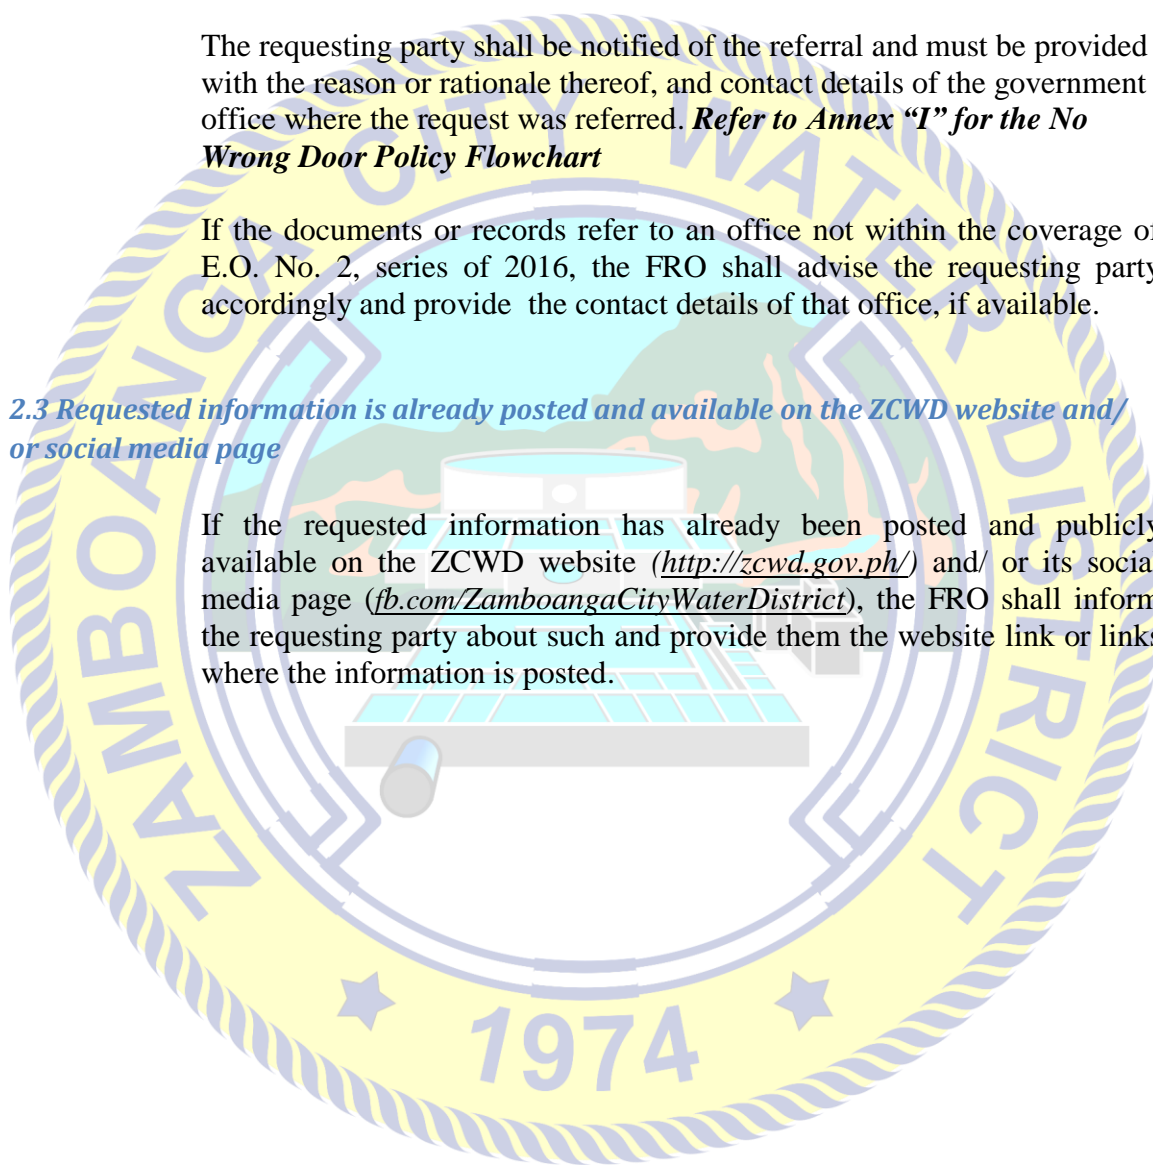 The requesting party shall be notified of the referral and must be provided
with the reason or rationale thereof, and contact details of the government
office where the request was referred. Refer to Annex “I” for the No
Wrong Door Policy Flowchart
If the documents or records refer to an office not within the coverage of
E.O. No. 2, series of 2016, the FRO shall advise the requesting party
accordingly and provide the contact details of that office, if available.
2.3 Requested information is already posted and available on the ZCWD website and/
or social media page
If the requested information has already been posted and publicly
available on the ZCWD website (http://zcwd.gov.ph/) and/ or its social
media page (fb.com/ZamboangaCityWaterDistrict), the FRO shall inform
the requesting party about such and provide them the website link or links
where the information is posted.
ZAMBOANGA CITY WATER DISTRICT
1974